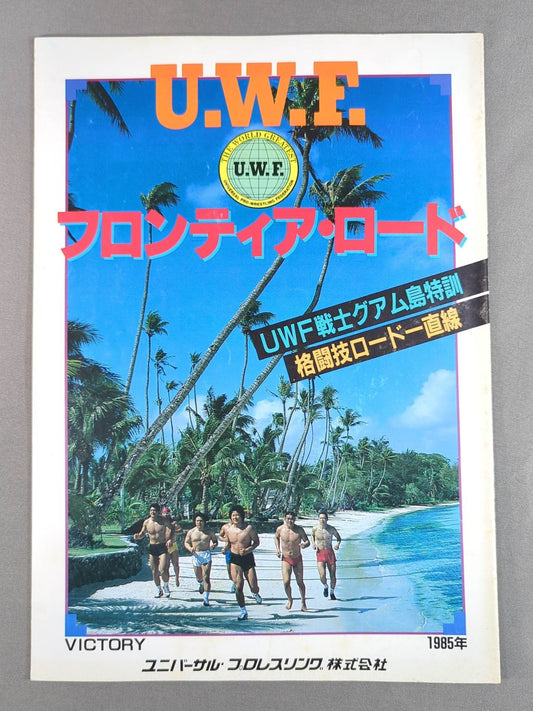 U.W.F.
THE WORLD GREATEST
U.W.F.
UNIVERSAL PRO-WRESTLING FEDERATION
フロンティア・ロード
UWF戦士グアム島特訓
格闘技ロード一直線
VICTORY
1985年
ユニバーサル・プロレスリング株式会社